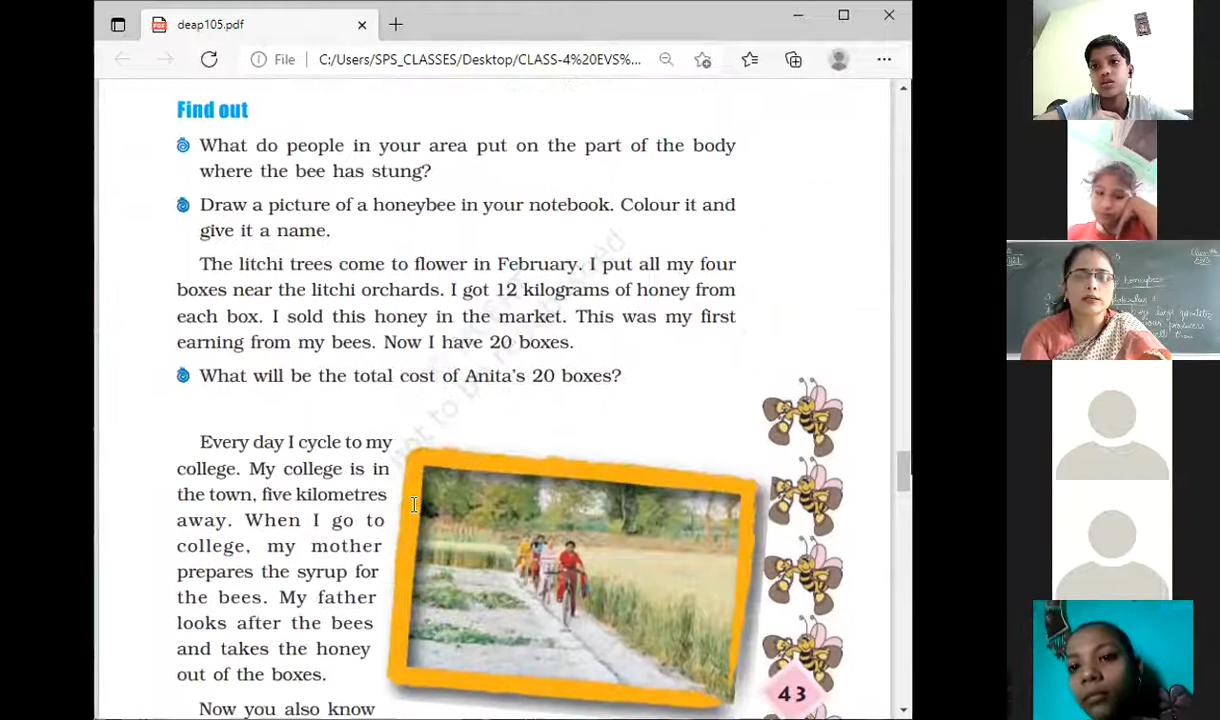 deap105.pdf
File C:/Users/SPS_CLASSES/Desktop/CLASS-4%20EVS%...
Find out
What do people in your area put on the part of the body
where the bee has stung?
Draw a picture of a honeybee in your notebook. Colour it and
give it a name.
The litchi trees come to flower in February. I put all my four
boxes near the litchi orchards. I got 12 kilograms of honey from
each box. I sold this honey in the market. This was my first
earning from my bees. Now I have 20 boxes.
What will be the total cost of Anita's 20 boxes?
Every day I cycle to my
college. My college is in
the town, five kilometres
away. When I go to
college, my mother
prepares the syrup for
the bees. My father
looks after the bees
and takes the honey
out of the boxes.
Now you also know
43
not to be republished
honeybee